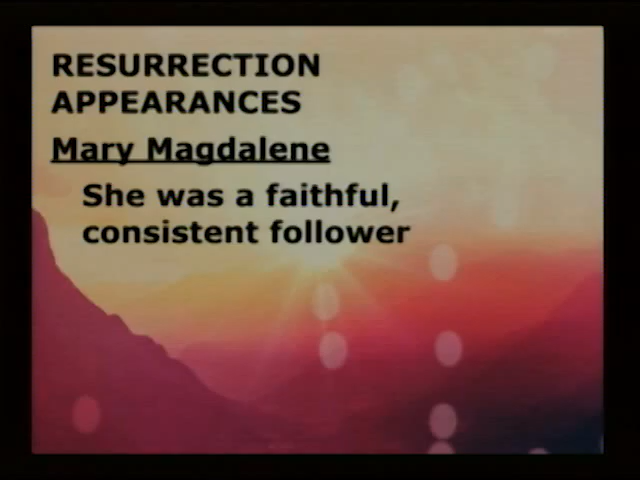 RESURRECTION
APPEARANCES
Mary Magdalene
She was a faithful,
consistent follower